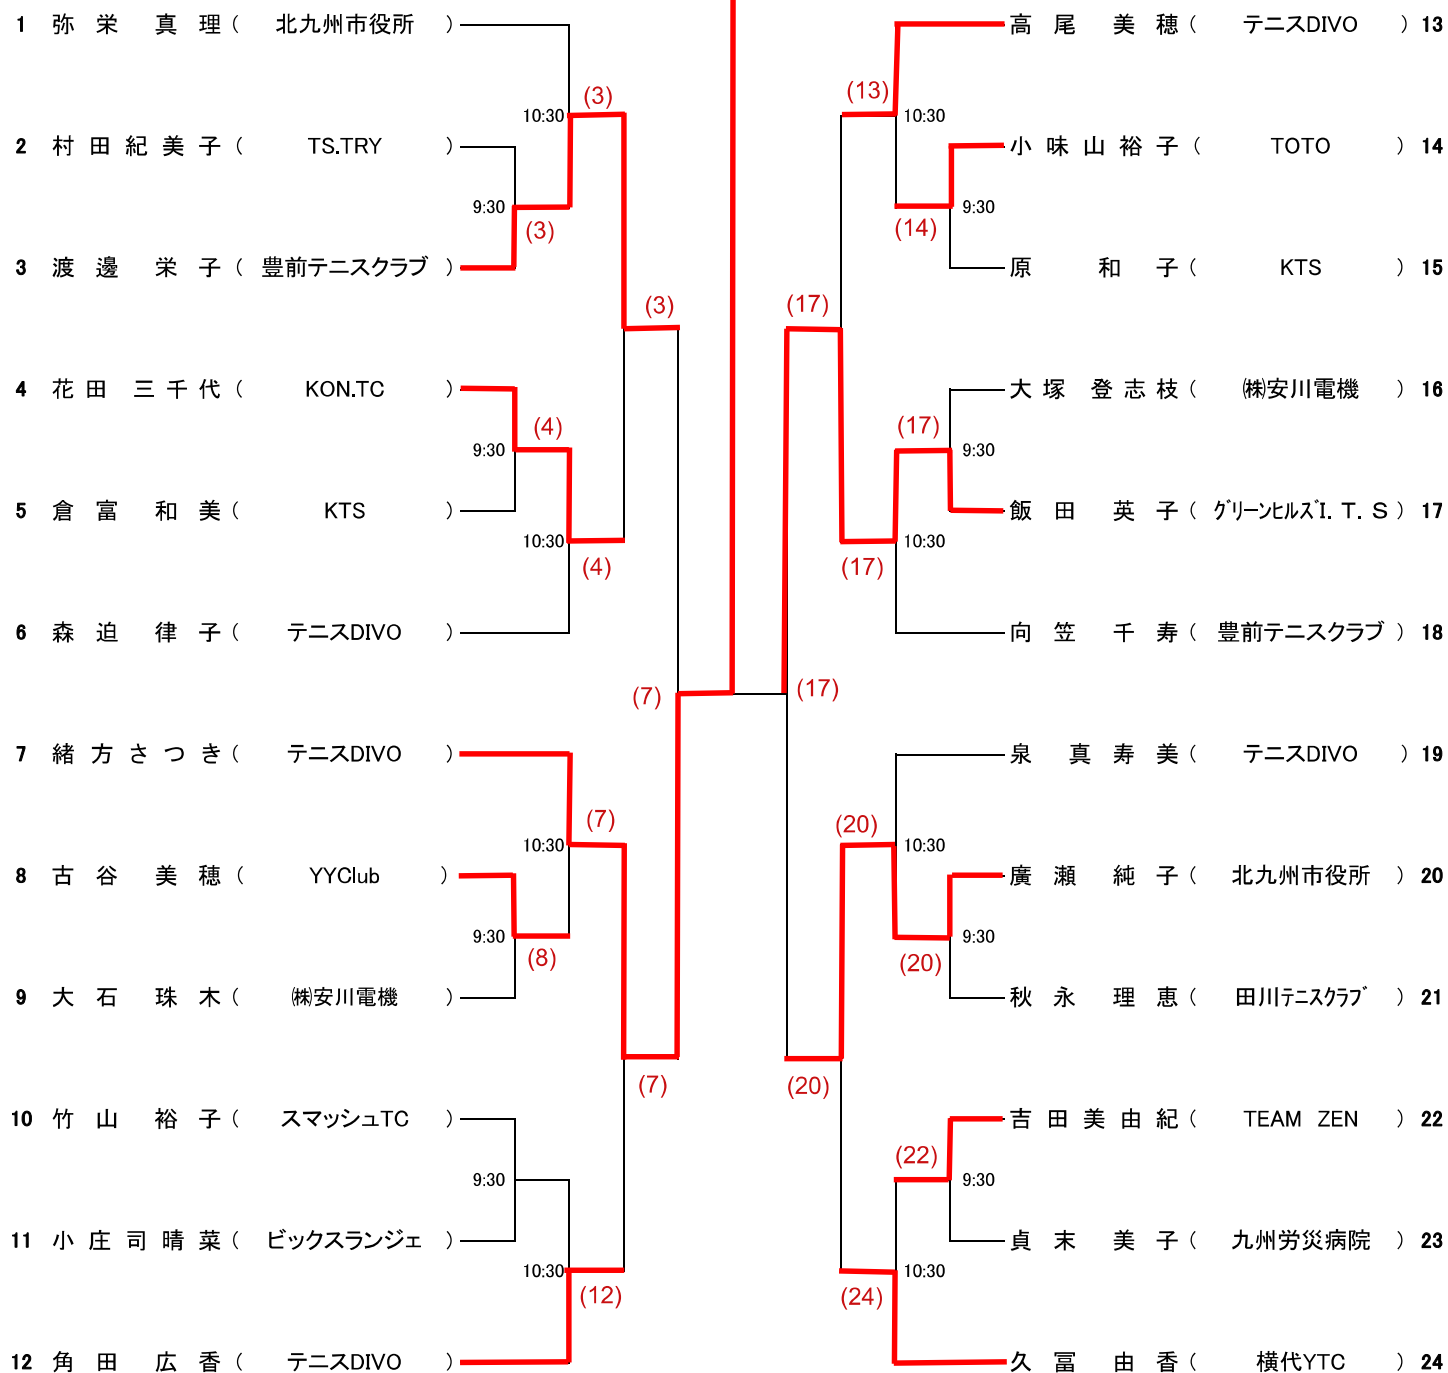 1 弥栄 真理 ( 北九州市役所 )
10:30
(3)
2 村田紀美子 ( TS.TRY )
9:30
(3)
3 渡邊 栄子 ( 豊前テニスクラブ )
(3)
4 花田 三千代 ( KON.TC )
9:30
(4)
5 倉富 和美 ( KTS )
10:30
(4)
6 森迫 律子 ( テニスDIVO )
(7)
7 緒方さつき ( テニスDIVO )
10:30
(7)
8 古谷 美穂 ( YYClub )
9:30
(8)
9 大石 珠木 ( ㈱安川電機 )
(7)
10 竹山 裕子 ( スマッシュTC )
9:30
11 小庄司晴菜 ( ビックスランジェ )
10:30
(12)
12 角田 広香 ( テニスDIVO )
高尾 美穂 ( テニスDIVO ) 13
(13)
10:30
小味山裕子 ( TOTO ) 14
9:30
(14)
原 和子 ( KTS ) 15
(17)
大塚 登志枝 ( ㈱安川電機 ) 16
(17)
9:30
飯田 英子 ( グリーンヒルズI.T.S ) 17
10:30
(17)
向笠 千寿 ( 豊前テニスクラブ ) 18
(17)
泉 真寿美 ( テニスDIVO ) 19
(20)
10:30
廣瀬 純子 ( 北九州市役所 ) 20
9:30
(20)
秋永 理恵 ( 田川テニスクラブ ) 21
(20)
吉田美由紀 ( TEAM ZEN ) 22
(22)
9:30
貞末 美子 ( 九州労災病院 ) 23
10:30
(24)
久冨 由香 ( 横代YTC ) 24